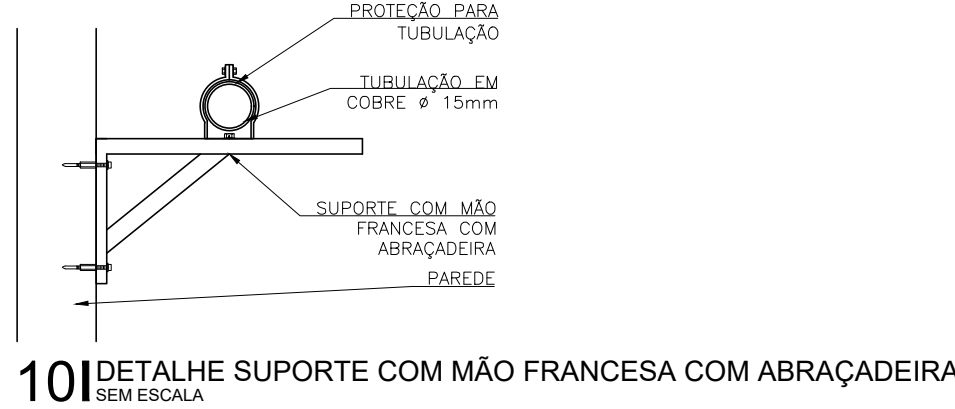 PROTEÇÃO PARA
TUBULAÇÃO
TUBULAÇÃO EM
COBRE ø 15mm
SUPORTE COM MÃO
FRANCESA COM
ABRAÇADEIRA
PAREDE
10 DETALHE SUPORTE COM MÃO FRANCESA COM ABRAÇADEIRA
SEM ESCALA